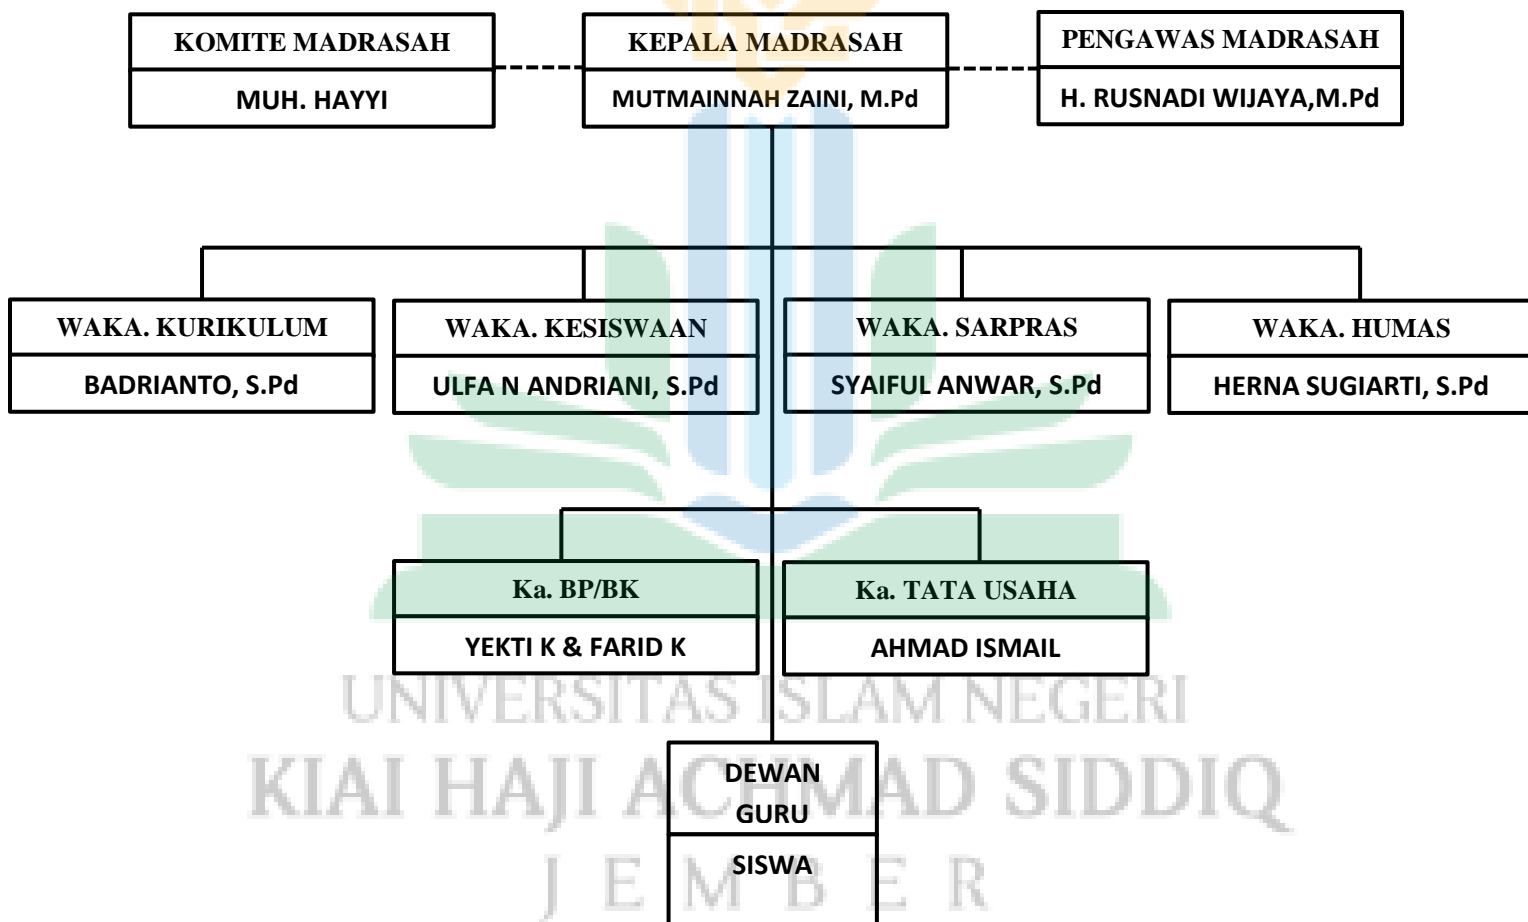 KOMITE MADRASAH
MUH. HAYYI
KEPALA MADRASAH
MUTMAINNAH ZAINI, M.Pd
PENGAWAS MADRASAH
H. RUSNADI WIJAYA,M.Pd
WAKA. KURIKULUM
BADRIANTO, S.Pd
WAKA. KESISWAAN
ULFA N ANDRIANI, S.Pd
WAKA. SARPRAS
SYAIFUL ANWAR, S.Pd
WAKA. HUMAS
HERNA SUGIARTI, S.Pd
Ka. BP/BK
YEKTI K & FARID K
Ka. TATA USAHA
AHMAD ISMAIL
UNIVERSITAS ISLAM NEGERI
KIAI HAJI ACHMAD SIDDIQ
JEMBER
DEWAN
GURU
SISWA